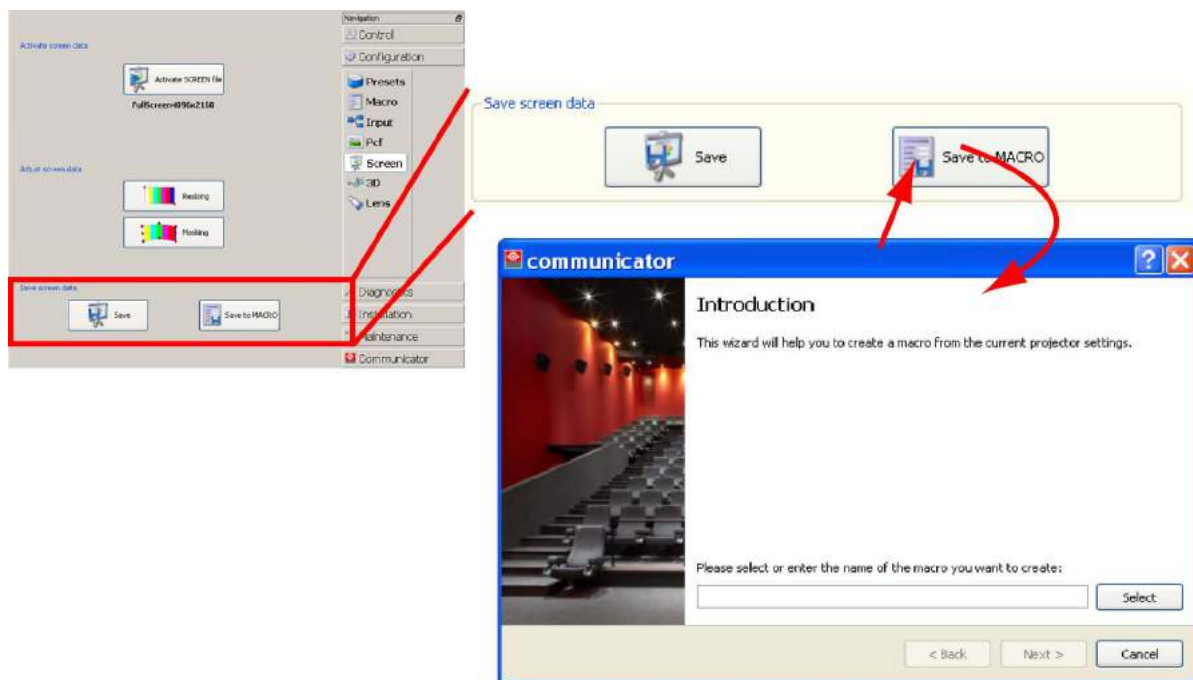 Navigation
Control
Configuration
Presets
Macro
Input
Pcf
Screen
3D
Lens
Diagnostics
Installation
Maintenance
Communicator
Activate screen data
Activate SCREEN file
FullScreen4096x2160
Adjust screen data
Resizing
Masking
Save screen data
Save
Save to MACRO
Save screen data
Save
Save to MACRO
communicator
Introduction
This wizard will help you to create a macro from the current projector settings.
Please select or enter the name of the macro you want to create:
Select
< Back
Next >
Cancel